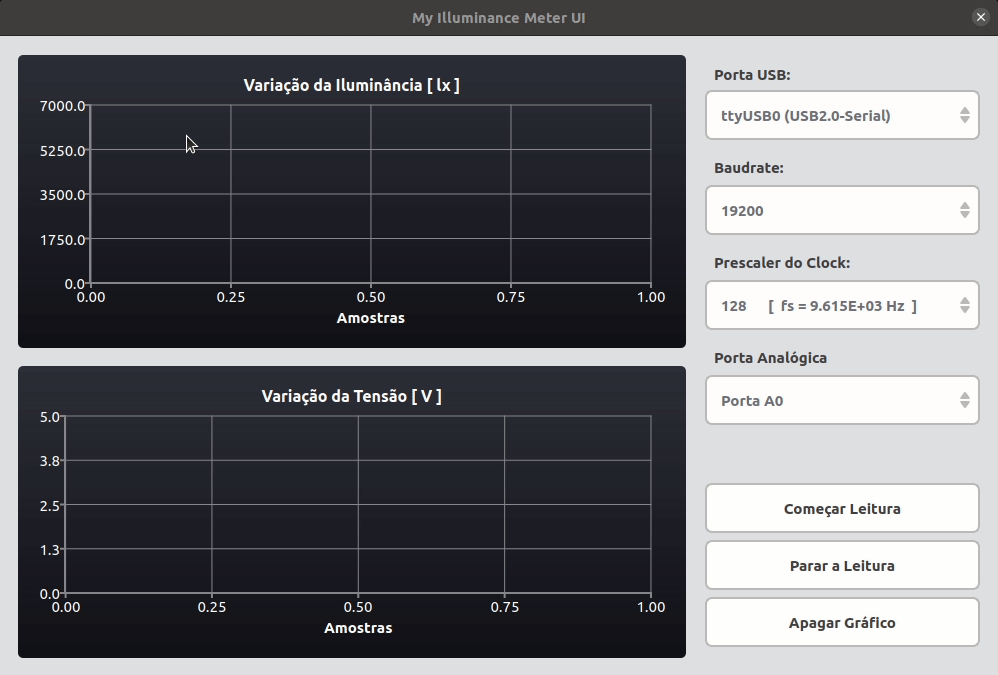 My Illuminance Meter UI
Variação da Iluminância [ lx ]
7000.0
5250.0
3500.0
1750.0
0.0
0.00 0.25 0.50 0.75 1.00
Amostras
Variação da Tensão [ V ]
5.0
3.8
2.5
1.3
0.0
0.00 0.25 0.50 0.75 1.00
Amostras
Porta USB:
ttyUSB0 (USB2.0-Serial)
Baudrate:
19200
Prescaler do Clock:
128 [ fs = 9.615E+03 Hz ]
Porta Analógica
Porta A0
Começar Leitura
Parar a Leitura
Apagar Gráfico